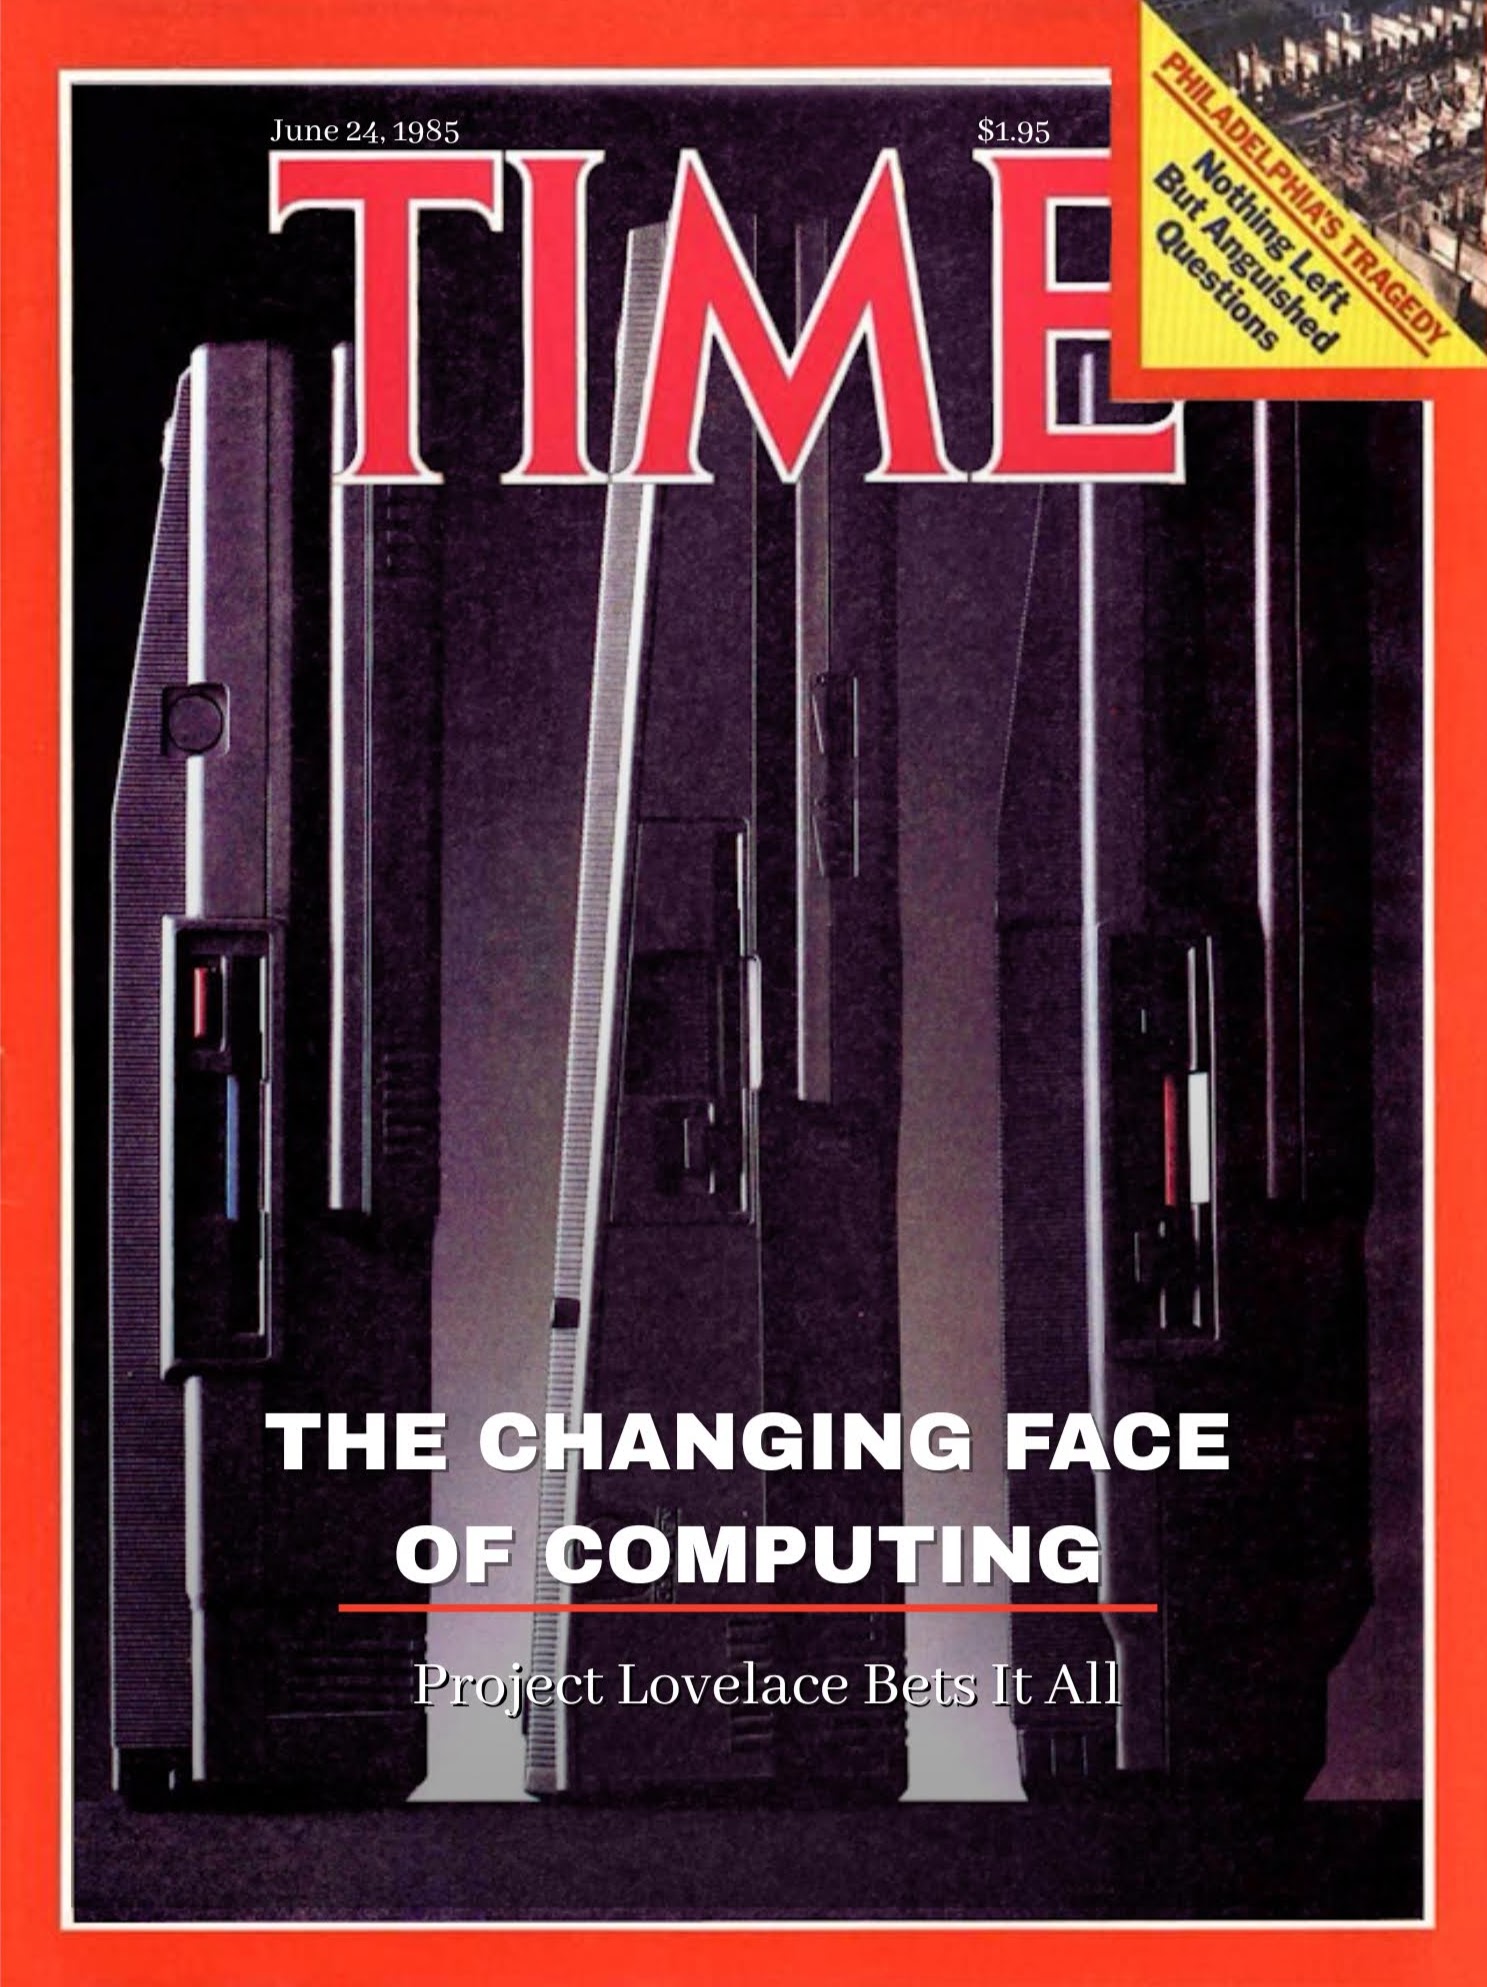 June 24, 1985
$1.95
TIME
PHILADELPHIA'S TRAGEDY
Nothing Left
But Anguished
Questions
THE CHANGING FACE
OF COMPUTING
Project Lovelace Bets It All